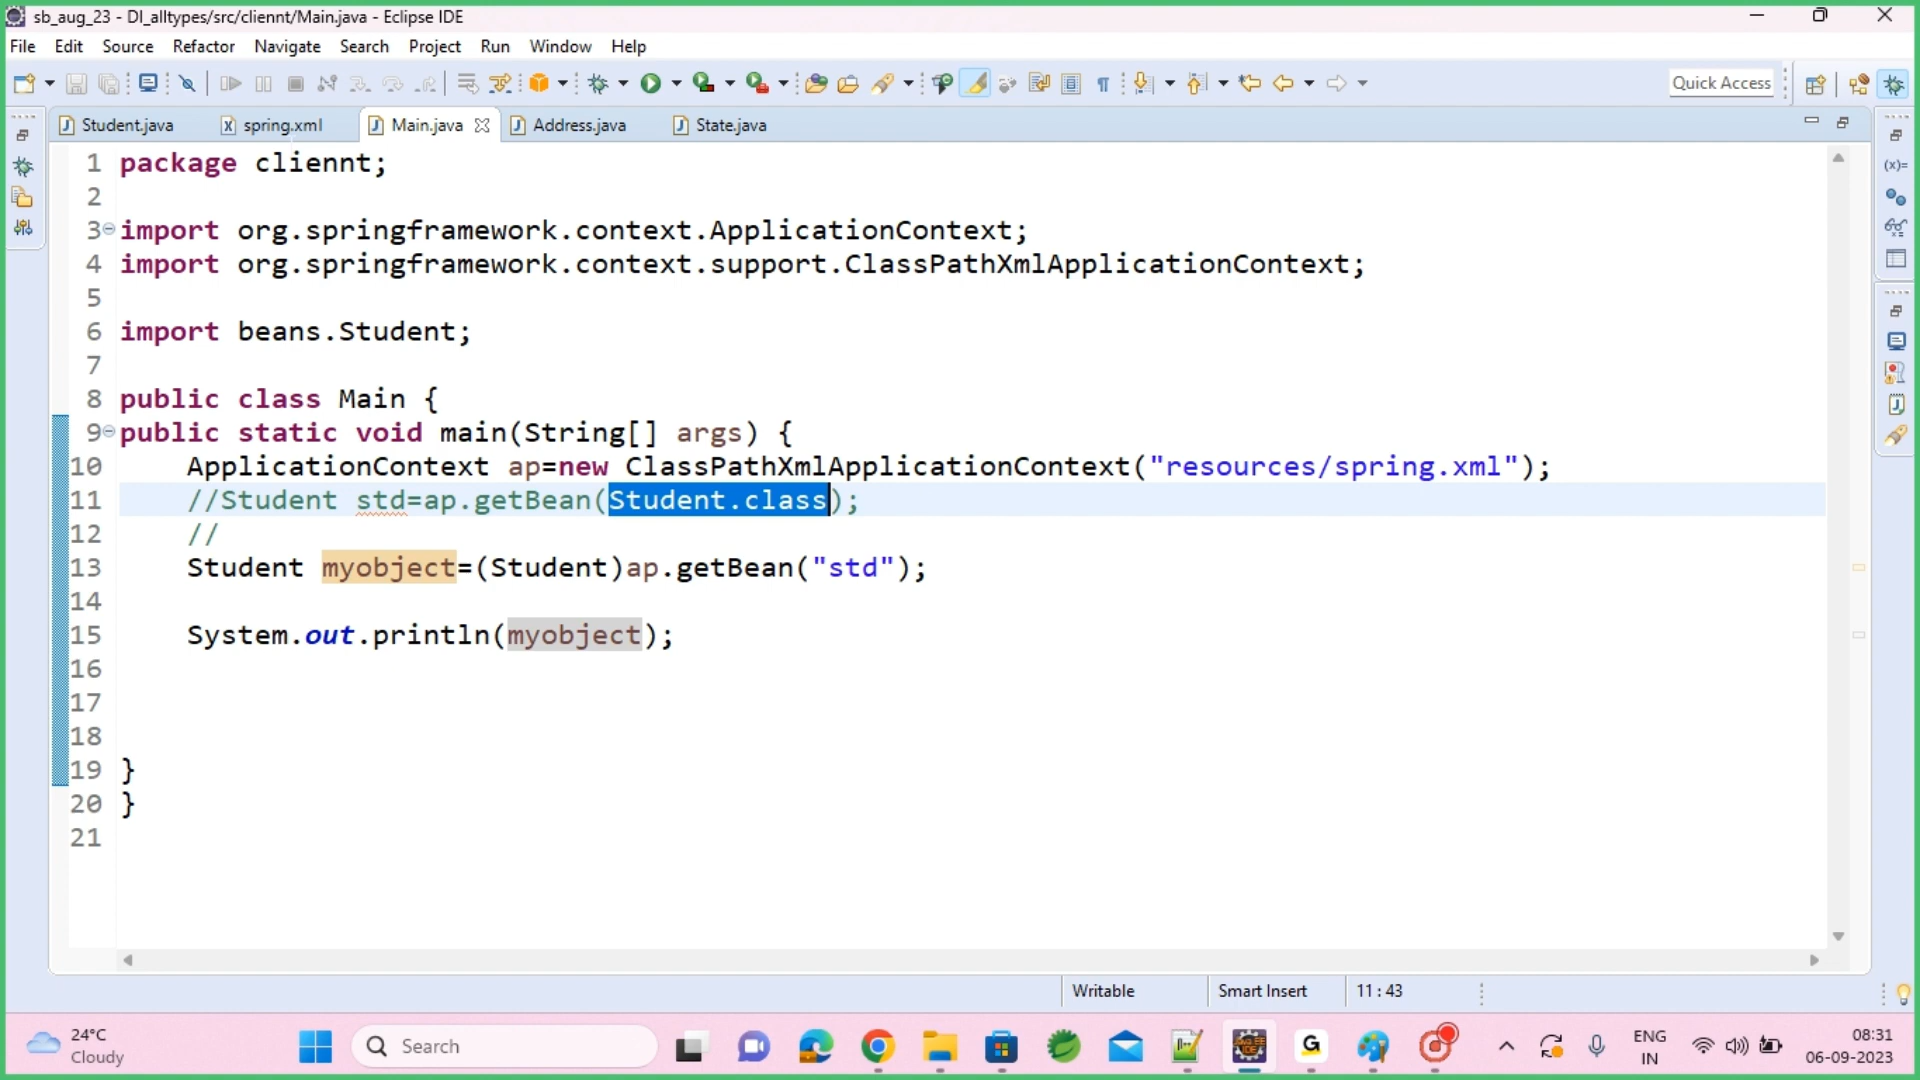 sb_aug_23 - DI_alltypes/src/cliennt/Main.java - Eclipse IDE
File Edit Source Refactor Navigate Search Project Run Window Help
Quick Access
Student.java spring.xml Main.java Address.java State.java
1 package cliennt;
2
3 import org.springframework.context.ApplicationContext;
4 import org.springframework.context.support.ClassPathXmlApplicationContext;
5
6 import beans.Student;
7
8 public class Main {
9 public static void main(String[] args) {
10 ApplicationContext ap=new ClassPathXmlApplicationContext("resources/spring.xml");
11 //Student std=ap.getBean(Student.class);
12 //
13 Student myobject=(Student)ap.getBean("std");
14
15 System.out.println(myobject);
16
17
18
19 }
20 }
21
Writable Smart Insert 11 : 43
24°C
Cloudy
Search
ENG
IN
08:31
06-09-2023